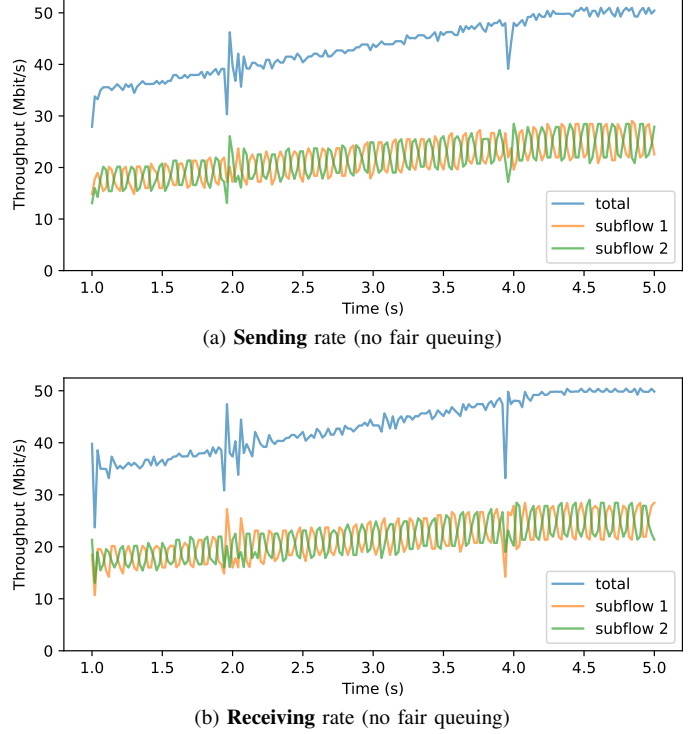 50
40
30
20
10
0
Throughput (Mbit/s)
1.0 1.5 2.0 2.5 3.0 3.5 4.0 4.5 5.0
Time (s)
total
subflow 1
subflow 2
(a) Sending rate (no fair queuing)
50
40
30
20
10
0
Throughput (Mbit/s)
1.0 1.5 2.0 2.5 3.0 3.5 4.0 4.5 5.0
Time (s)
total
subflow 1
subflow 2
(b) Receiving rate (no fair queuing)